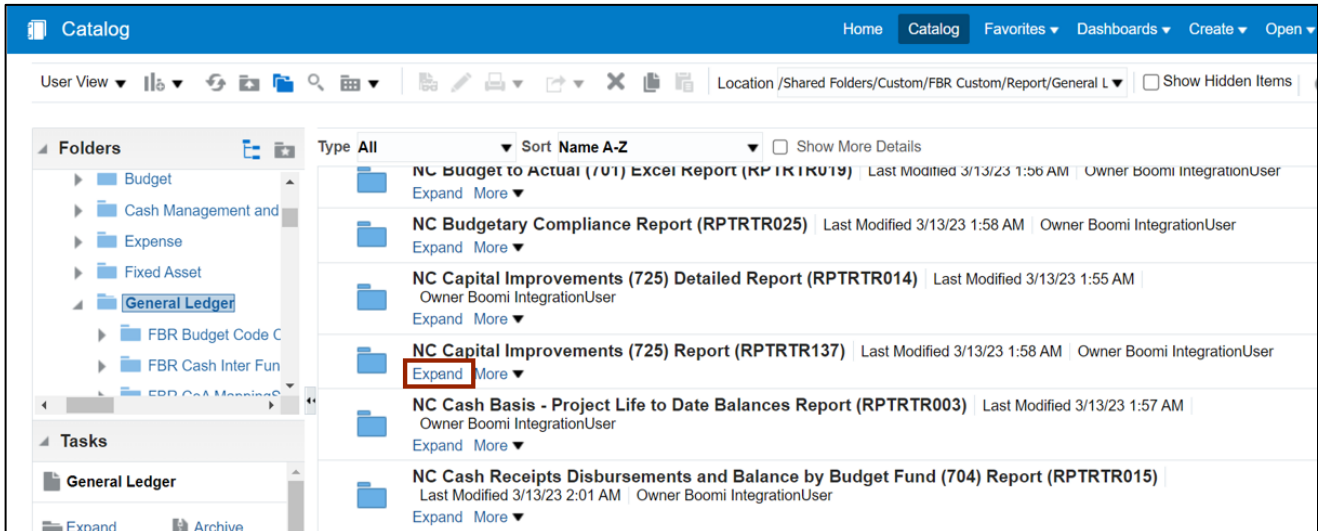 Catalog
Home Catalog Favorites Dashboards Create Open
User View
Location /Shared Folders/Custom/FBR Custom/Report/General L
Show Hidden Items
Folders
Budget
Cash Management and
Expense
Fixed Asset
General Ledger
FBR Budget Code C
FBR Cash Inter Fun
FBR CoA MappingS
Tasks
General Ledger
Expand Archive
Type All Sort Name A-Z Show More Details
NC Budget to Actual (701) Excel Report (RPTRTR019) Last Modified 3/13/23 1:56 AM Owner Boomi IntegrationUser
Expand More
NC Budgetary Compliance Report (RPTRTR025) Last Modified 3/13/23 1:58 AM Owner Boomi IntegrationUser
Expand More
NC Capital Improvements (725) Detailed Report (RPTRTR014) Last Modified 3/13/23 1:55 AM
Owner Boomi IntegrationUser
Expand More
NC Capital Improvements (725) Report (RPTRTR137) Last Modified 3/13/23 1:58 AM Owner Boomi IntegrationUser
Expand More
NC Cash Basis - Project Life to Date Balances Report (RPTRTR003) Last Modified 3/13/23 1:57 AM
Owner Boomi IntegrationUser
Expand More
NC Cash Receipts Disbursements and Balance by Budget Fund (704) Report (RPTRTR015)
Last Modified 3/13/23 2:01 AM Owner Boomi IntegrationUser
Expand More